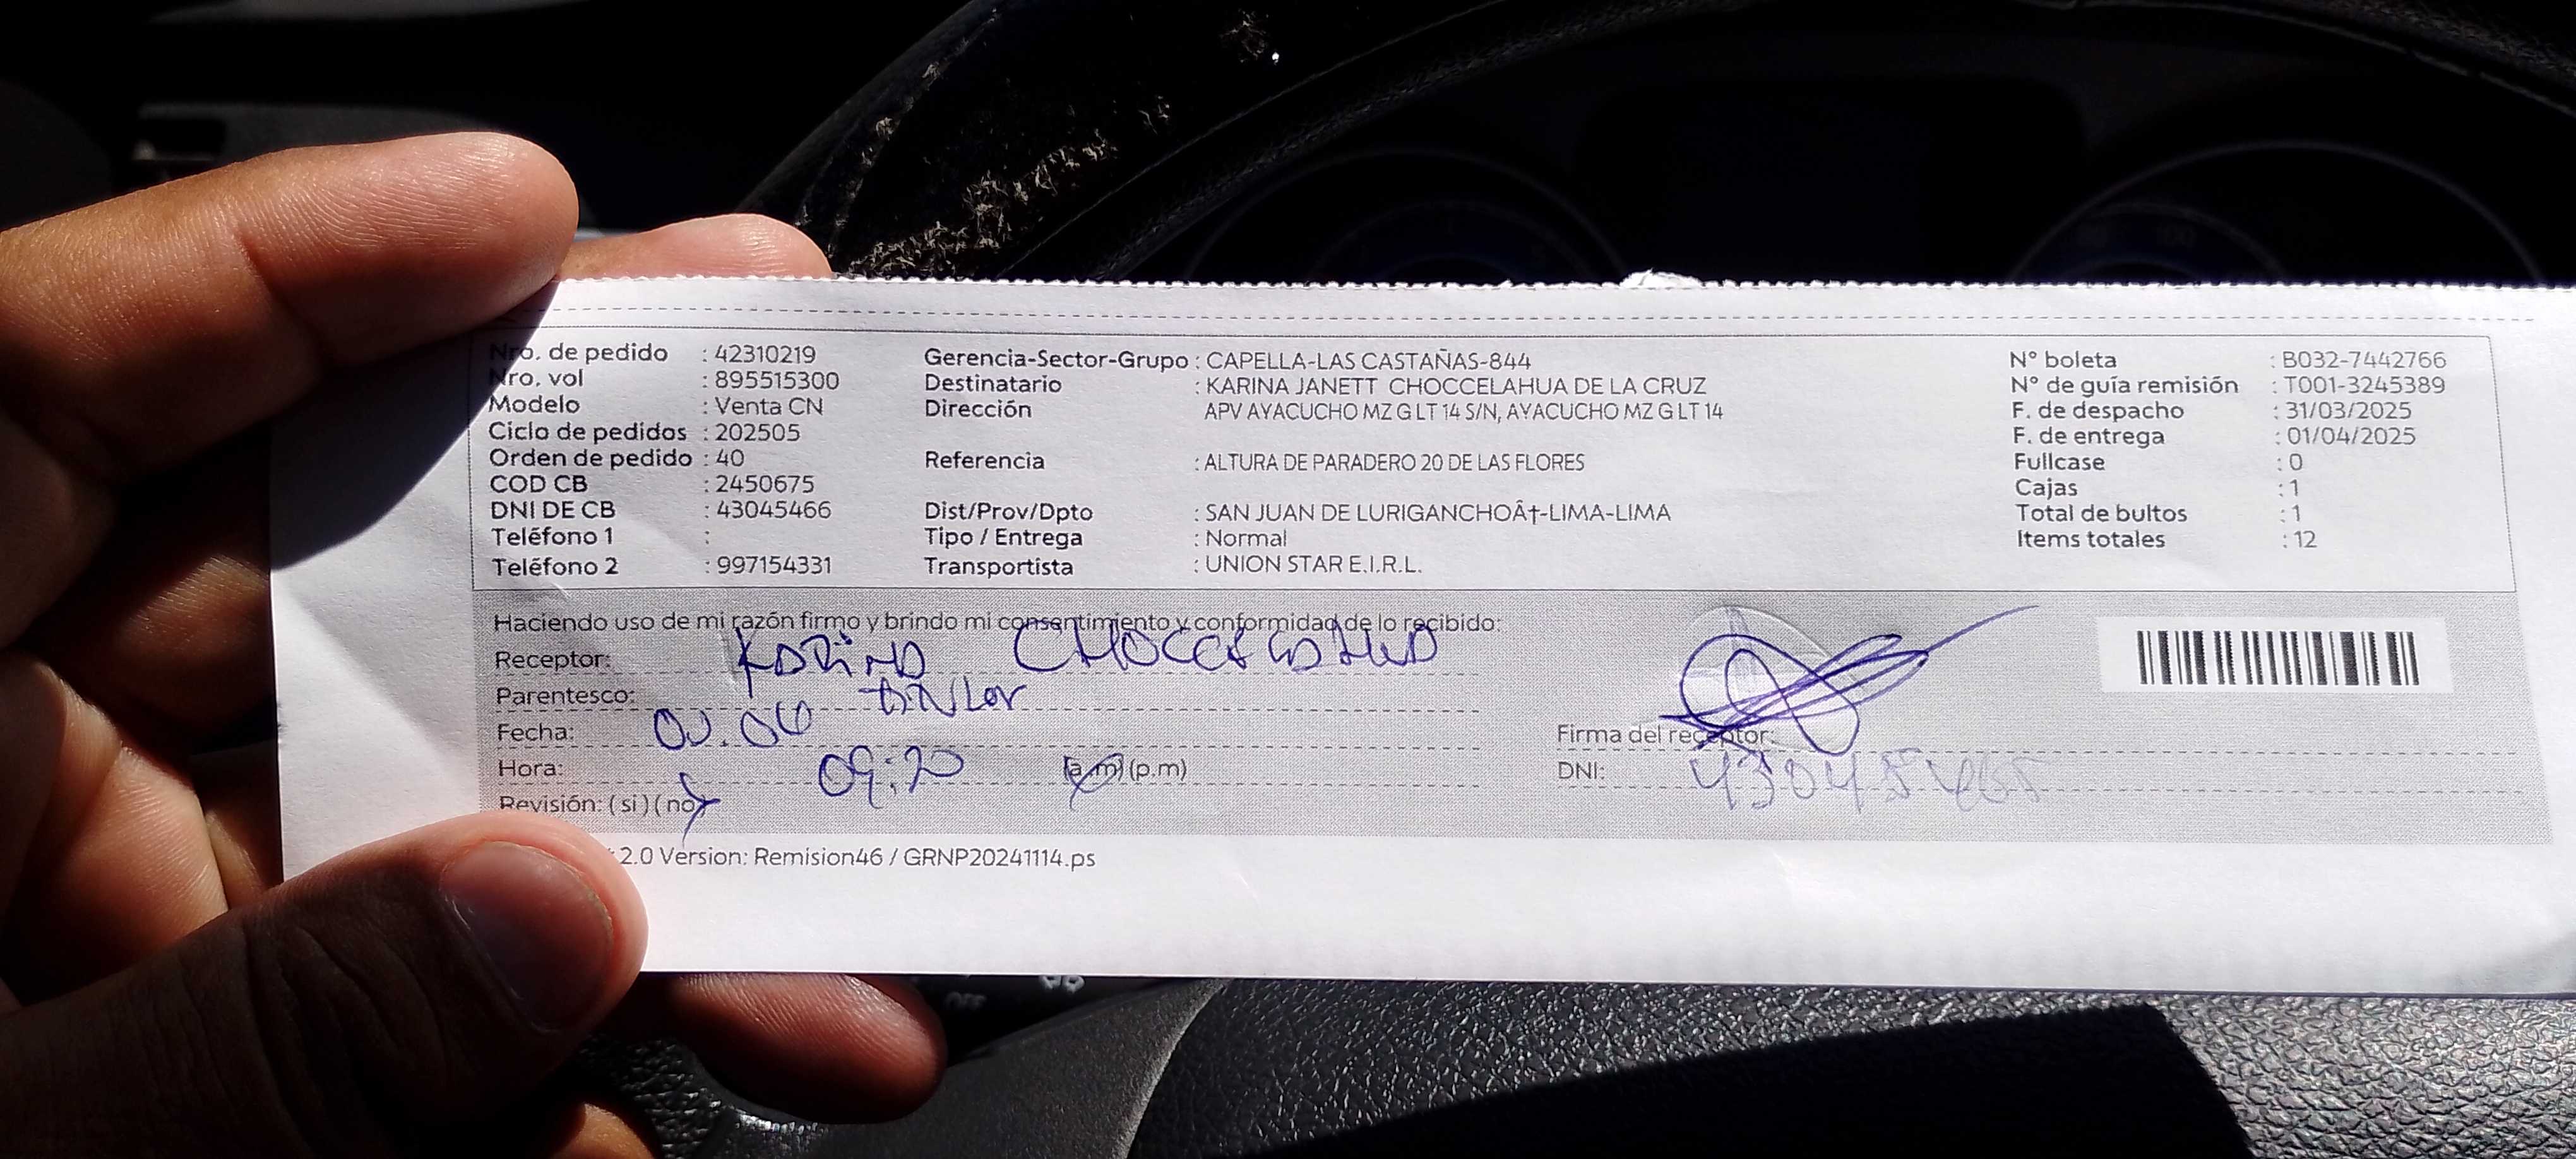 Nro. de pedido : 42310219
Nro. vol : 895515300
Modelo : Venta CN
Ciclo de pedidos : 202505
Orden de pedido : 40
COD CB : 2450675
DNI DE CB : 43045466
Teléfono 1 :
Teléfono 2 : 997154331
Gerencia-Sector-Grupo : CAPELLA-LAS CASTAÑAS-844
Destinatario : KARINA JANETT CHOCCELAHUA DE LA CRUZ
Dirección APV AYACUCHO MZ G LT 14 S/N, AYACUCHO MZ G LT 14
Referencia : ALTURA DE PARADERO 20 DE LAS FLORES
Dist/Prov/Dpto : SAN JUAN DE LURIGANCHOÂ†-LIMA-LIMA
Tipo / Entrega : Normal
Transportista : UNION STAR E.I.R.L.
N° boleta : B032-7442766
N° de guía remisión : T001-3245389
F. de despacho : 31/03/2025
F. de entrega : 01/04/2025
Fullcase : 0
Cajas : 1
Total de bultos : 1
Items totales : 12
Haciendo uso de mi razón firmo y brindo mi consentimiento y conformidad de lo recibido:
Receptor: KARINA
Parentesco:
Fecha:
Hora: 09:20 (a.m) (p.m)
Revisión: (si) (no)
Firma del receptor:
DNI:
2.0 Version: Remision46 / GRNP20241114.ps